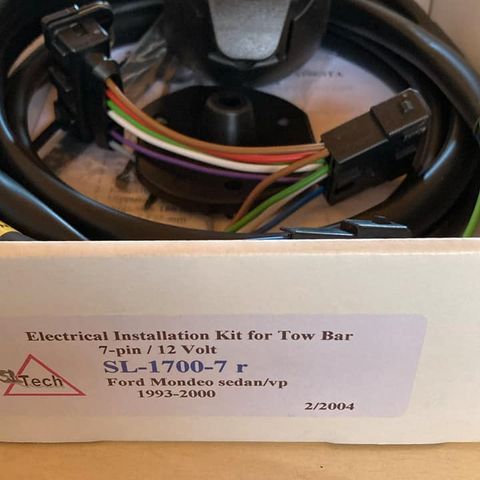 Electrical Installation Kit for Tow Bar
7-pin / 12 Volt
SL-1700-7 r
Tech
Ford Mondeo sedan/vp
1993-2000
2/2004